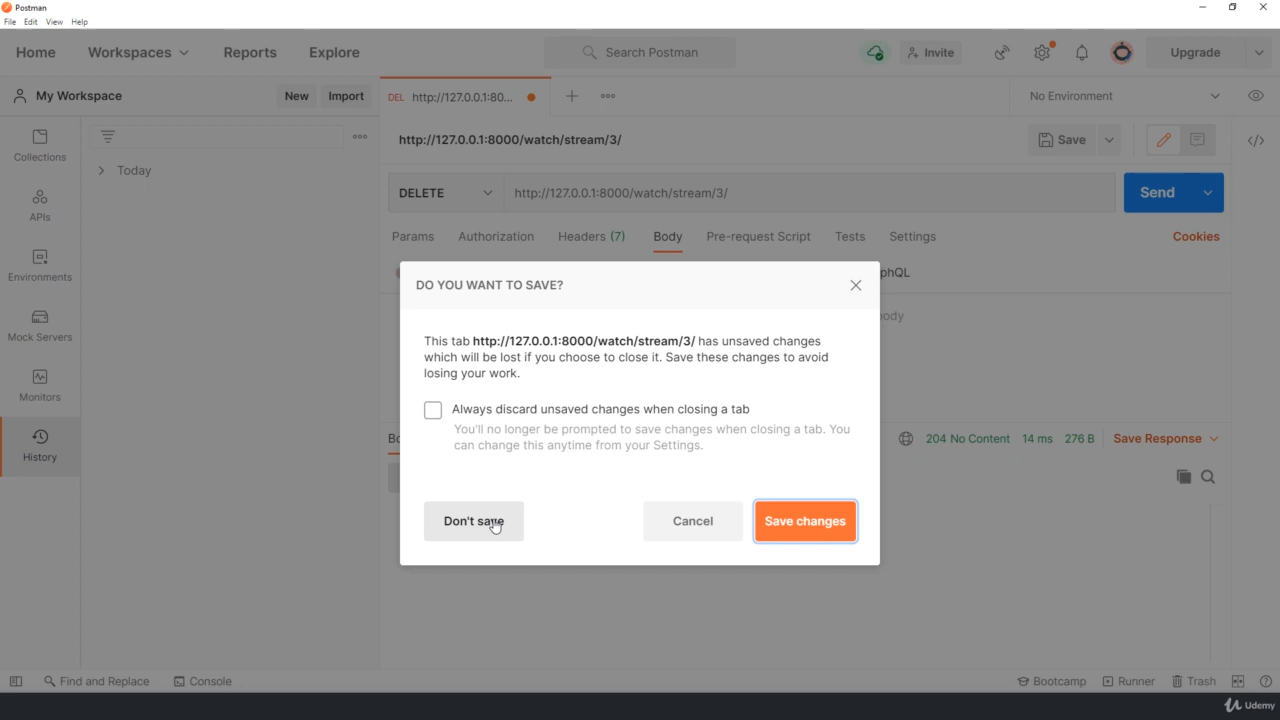 Postman
File Edit View Help
Home Workspaces Reports Explore Search Postman Invite Upgrade
My Workspace New Import DEL http://127.0.0.1:80... No Environment
http://127.0.0.1:8000/watch/stream/3/ Save
Collections
Today
APIs
Environments
Mock Servers
Monitors
History
DELETE http://127.0.0.1:8000/watch/stream/3/ Send
Params Authorization Headers (7) Body Pre-request Script Tests Settings Cookies
phQL
body
DO YOU WANT TO SAVE?
This tab http://127.0.0.1:8000/watch/stream/3/ has unsaved changes
which will be lost if you choose to close it. Save these changes to avoid
losing your work.
Always discard unsaved changes when closing a tab
You'll no longer be prompted to save changes when closing a tab. You
can change this anytime from your Settings.
Don't save Cancel Save changes
Bo 204 No Content 14 ms 276 B Save Response
Find and Replace Console Bootcamp Runner Trash
Udemy